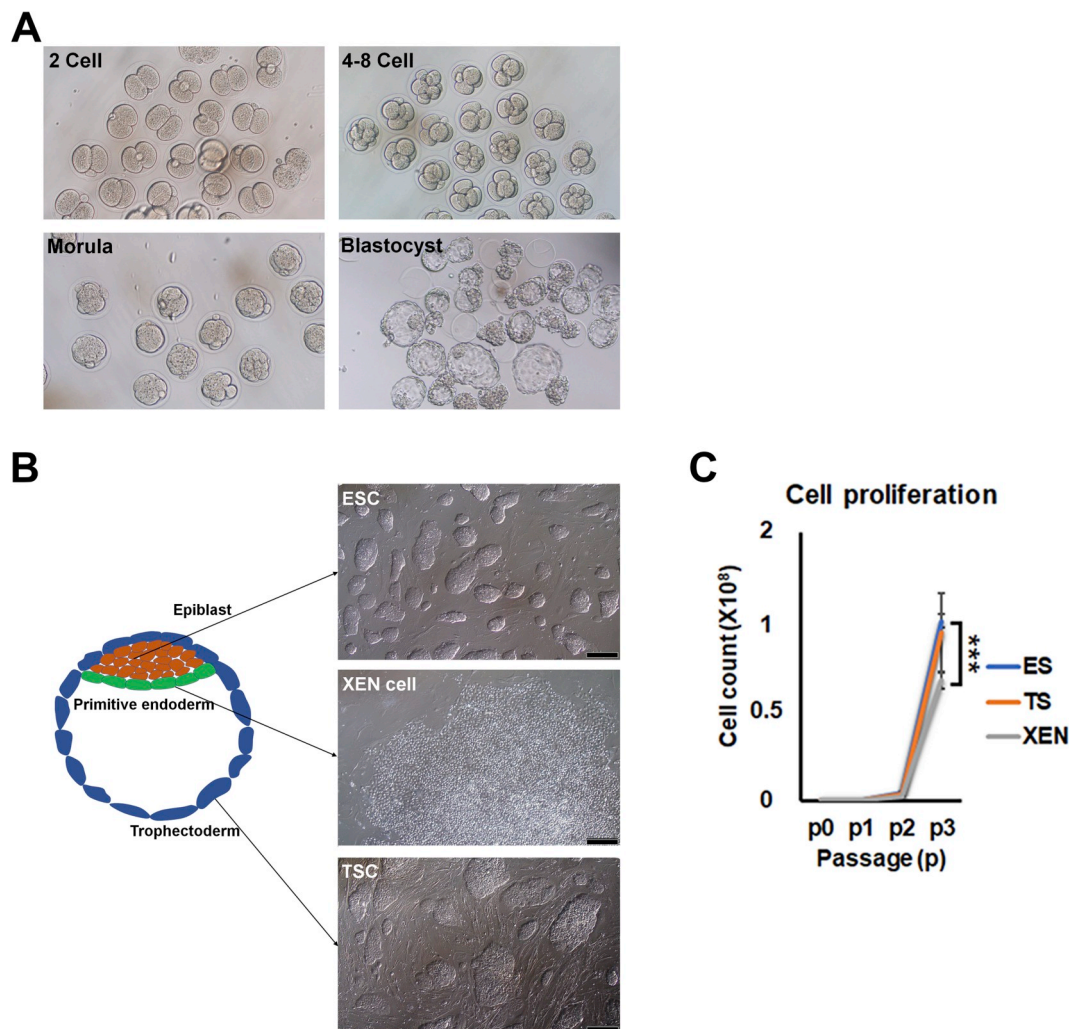 A
2 Cell
4-8 Cell
Morula
Blastocyst
B
ESC
Epiblast
XEN cell
Primitive endoderm
Trophectoderm
TSC
C
Cell proliferation
Cell count (X10⁸)
2
1
0.5
0
p0 p1 p2 p3
Passage (p)
***
ES
TS
XEN